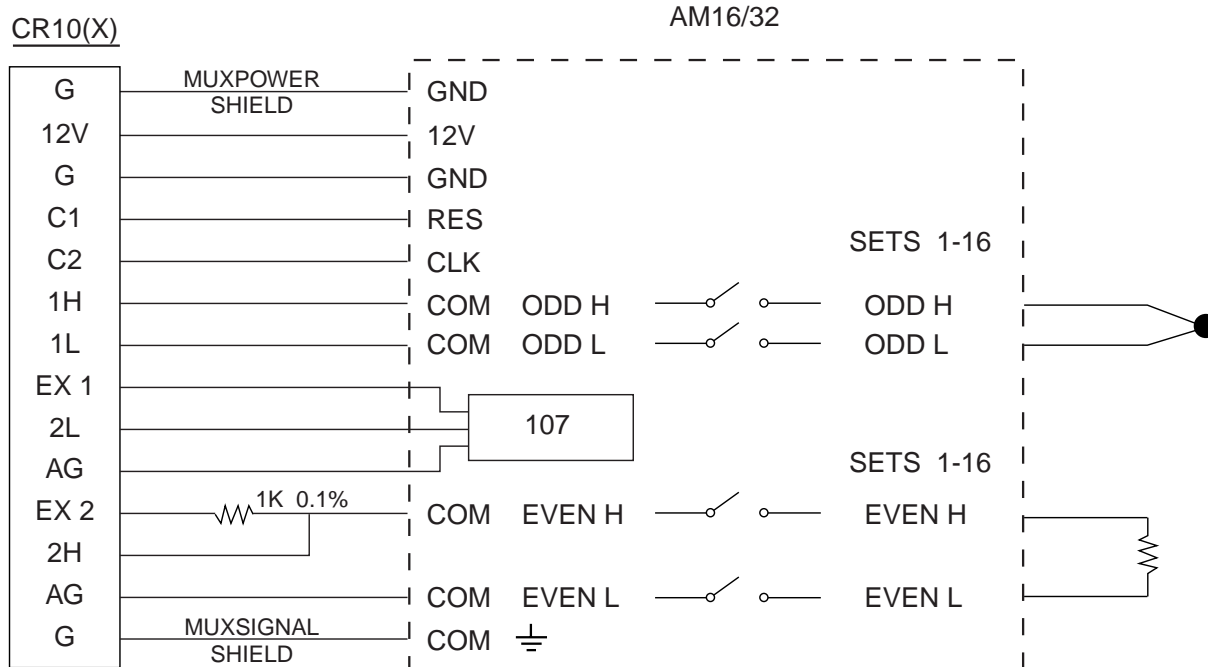 AM16/32
CR10(X)
G MUXPOWER SHIELD GND
12V 12V
G GND
C1 RES
SETS 1-16
C2 CLK
1H COM ODD H ODD H
1L COM ODD L ODD L
EX 1
107
2L
SETS 1-16
AG
EX 2 1K 0.1% COM EVEN H EVEN H
2H
AG COM EVEN L EVEN L
G MUXSIGNAL SHIELD COM